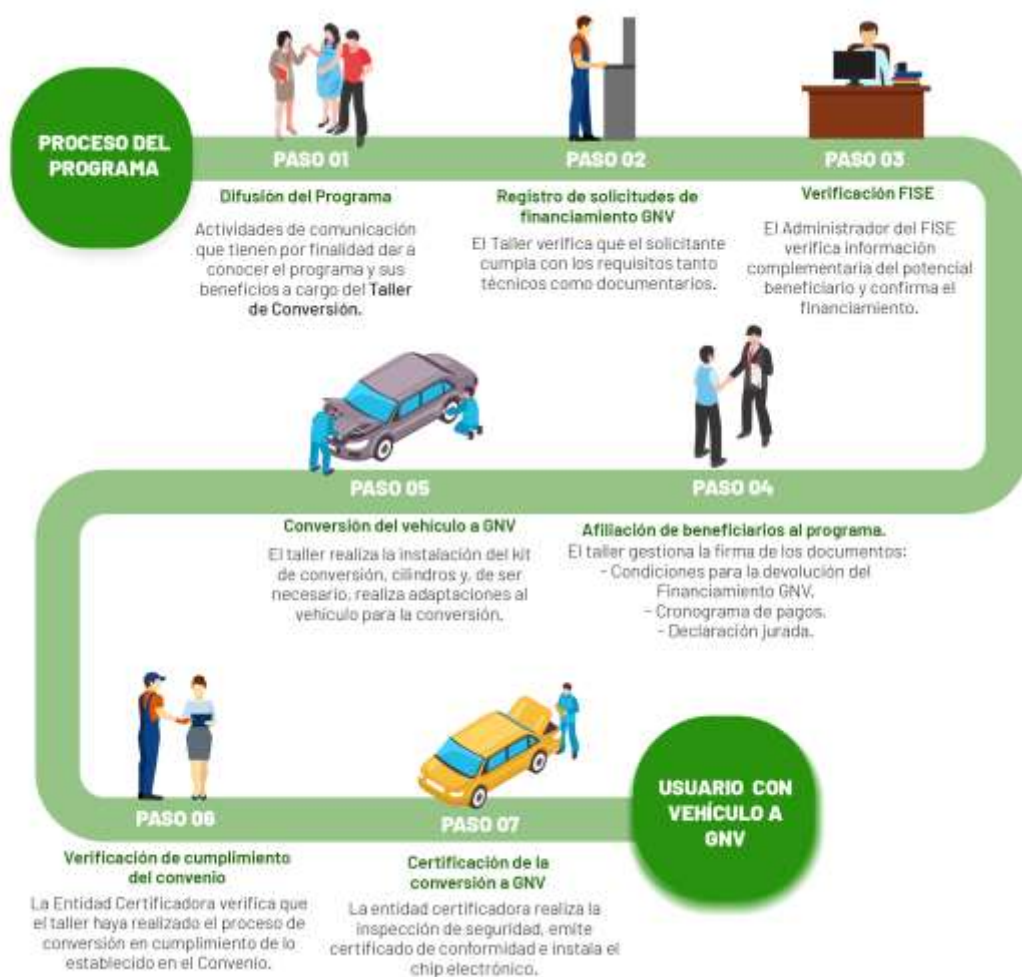 PROCESO DEL
PROGRAMA
PASO 01
Difusión del Programa
Actividades de comunicación
que tienen por finalidad dar a
conocer el programa y sus
beneficios a cargo del Taller
de Conversión.
PASO 02
Registro de solicitudes de
financiamiento GNV
El Taller verifica que el solicitante
cumpla con los requisitos tanto
técnicos como documentarios.
PASO 03
Verificación FISE
El Administrador del FISE
verifica información
complementaria del potencial
beneficiario y confirma el
financiamiento.
PASO 04
Afiliación de beneficiarios al programa.
El taller gestiona la firma de los documentos:
- Condiciones para la devolución del
Financiamiento GNV.
- Cronograma de pagos.
- Declaración jurada.
PASO 05
Conversión del vehículo a GNV
El taller realiza la instalación del kit
de conversión, cilindros y, de ser
necesario, realiza adaptaciones al
vehículo para la conversión.
PASO 06
Verificación de cumplimiento
del convenio
La Entidad Certificadora verifica que
el taller haya realizado el proceso de
conversión en cumplimiento de lo
establecido en el Convenio.
PASO 07
Certificación de la
conversión a GNV
La entidad certificadora realiza la
inspección de seguridad, emite
certificado de conformidad e instala el
chip electrónico.
USUARIO CON
VEHÍCULO A
GNV